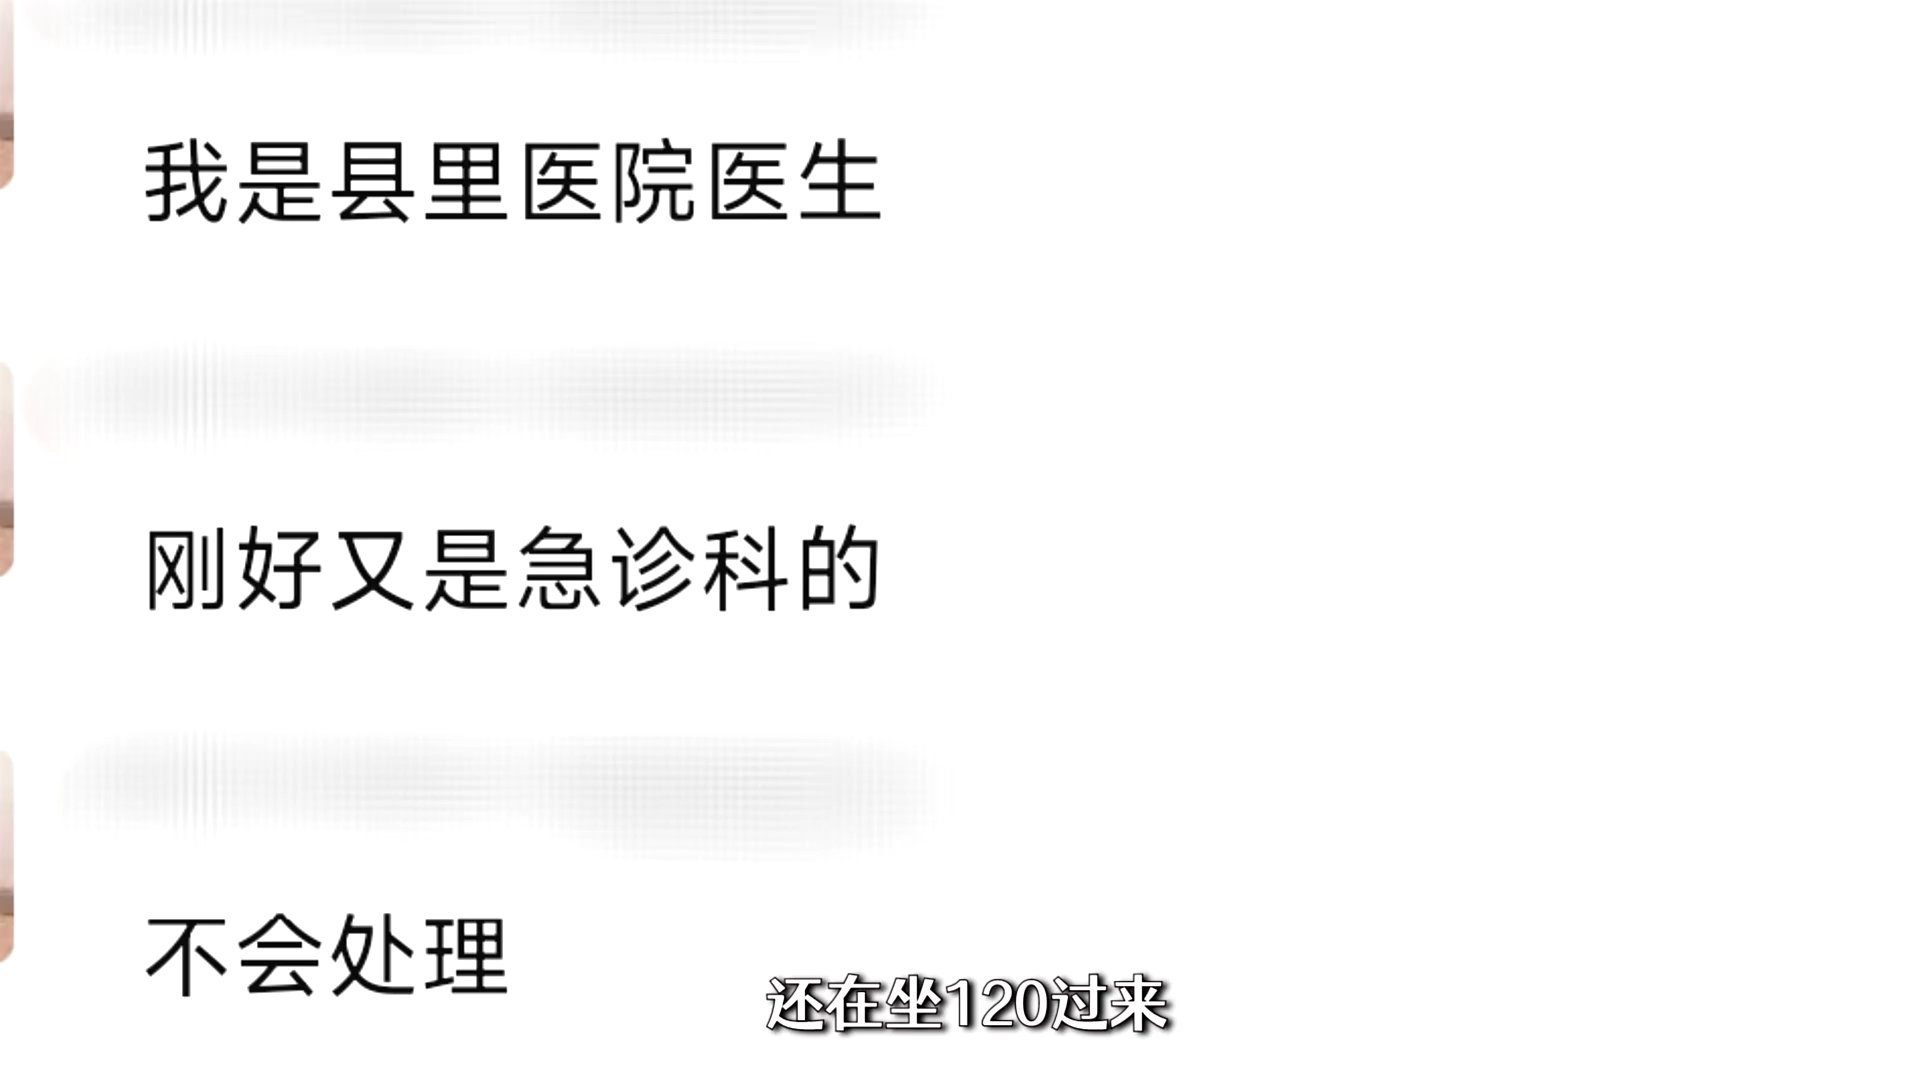 我是县里医院医生
刚好又是急诊科的
不会处理
还在坐120过来